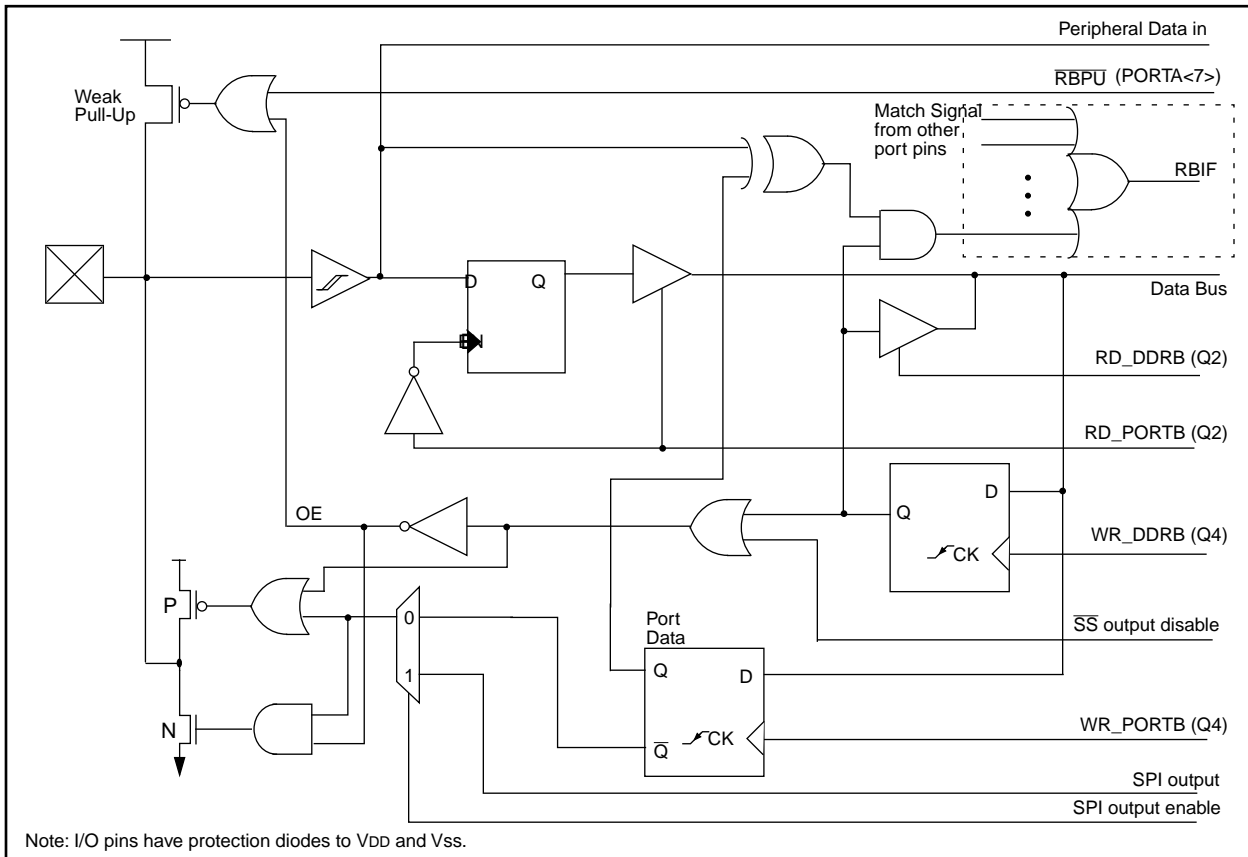 Peripheral Data in
RBPU (PORTA<7>)
Weak
Pull-Up
Match Signal
from other
port pins
RBIF
D
Q
Data Bus
RD_DDRB (Q2)
RD_PORTB (Q2)
OE
Q
D
CK
WR_DDRB (Q4)
P
0
1
Port
Data
SS output disable
Q
D
N
Q
CK
WR_PORTB (Q4)
SPI output
SPI output enable
Note: I/O pins have protection diodes to VDD and Vss.